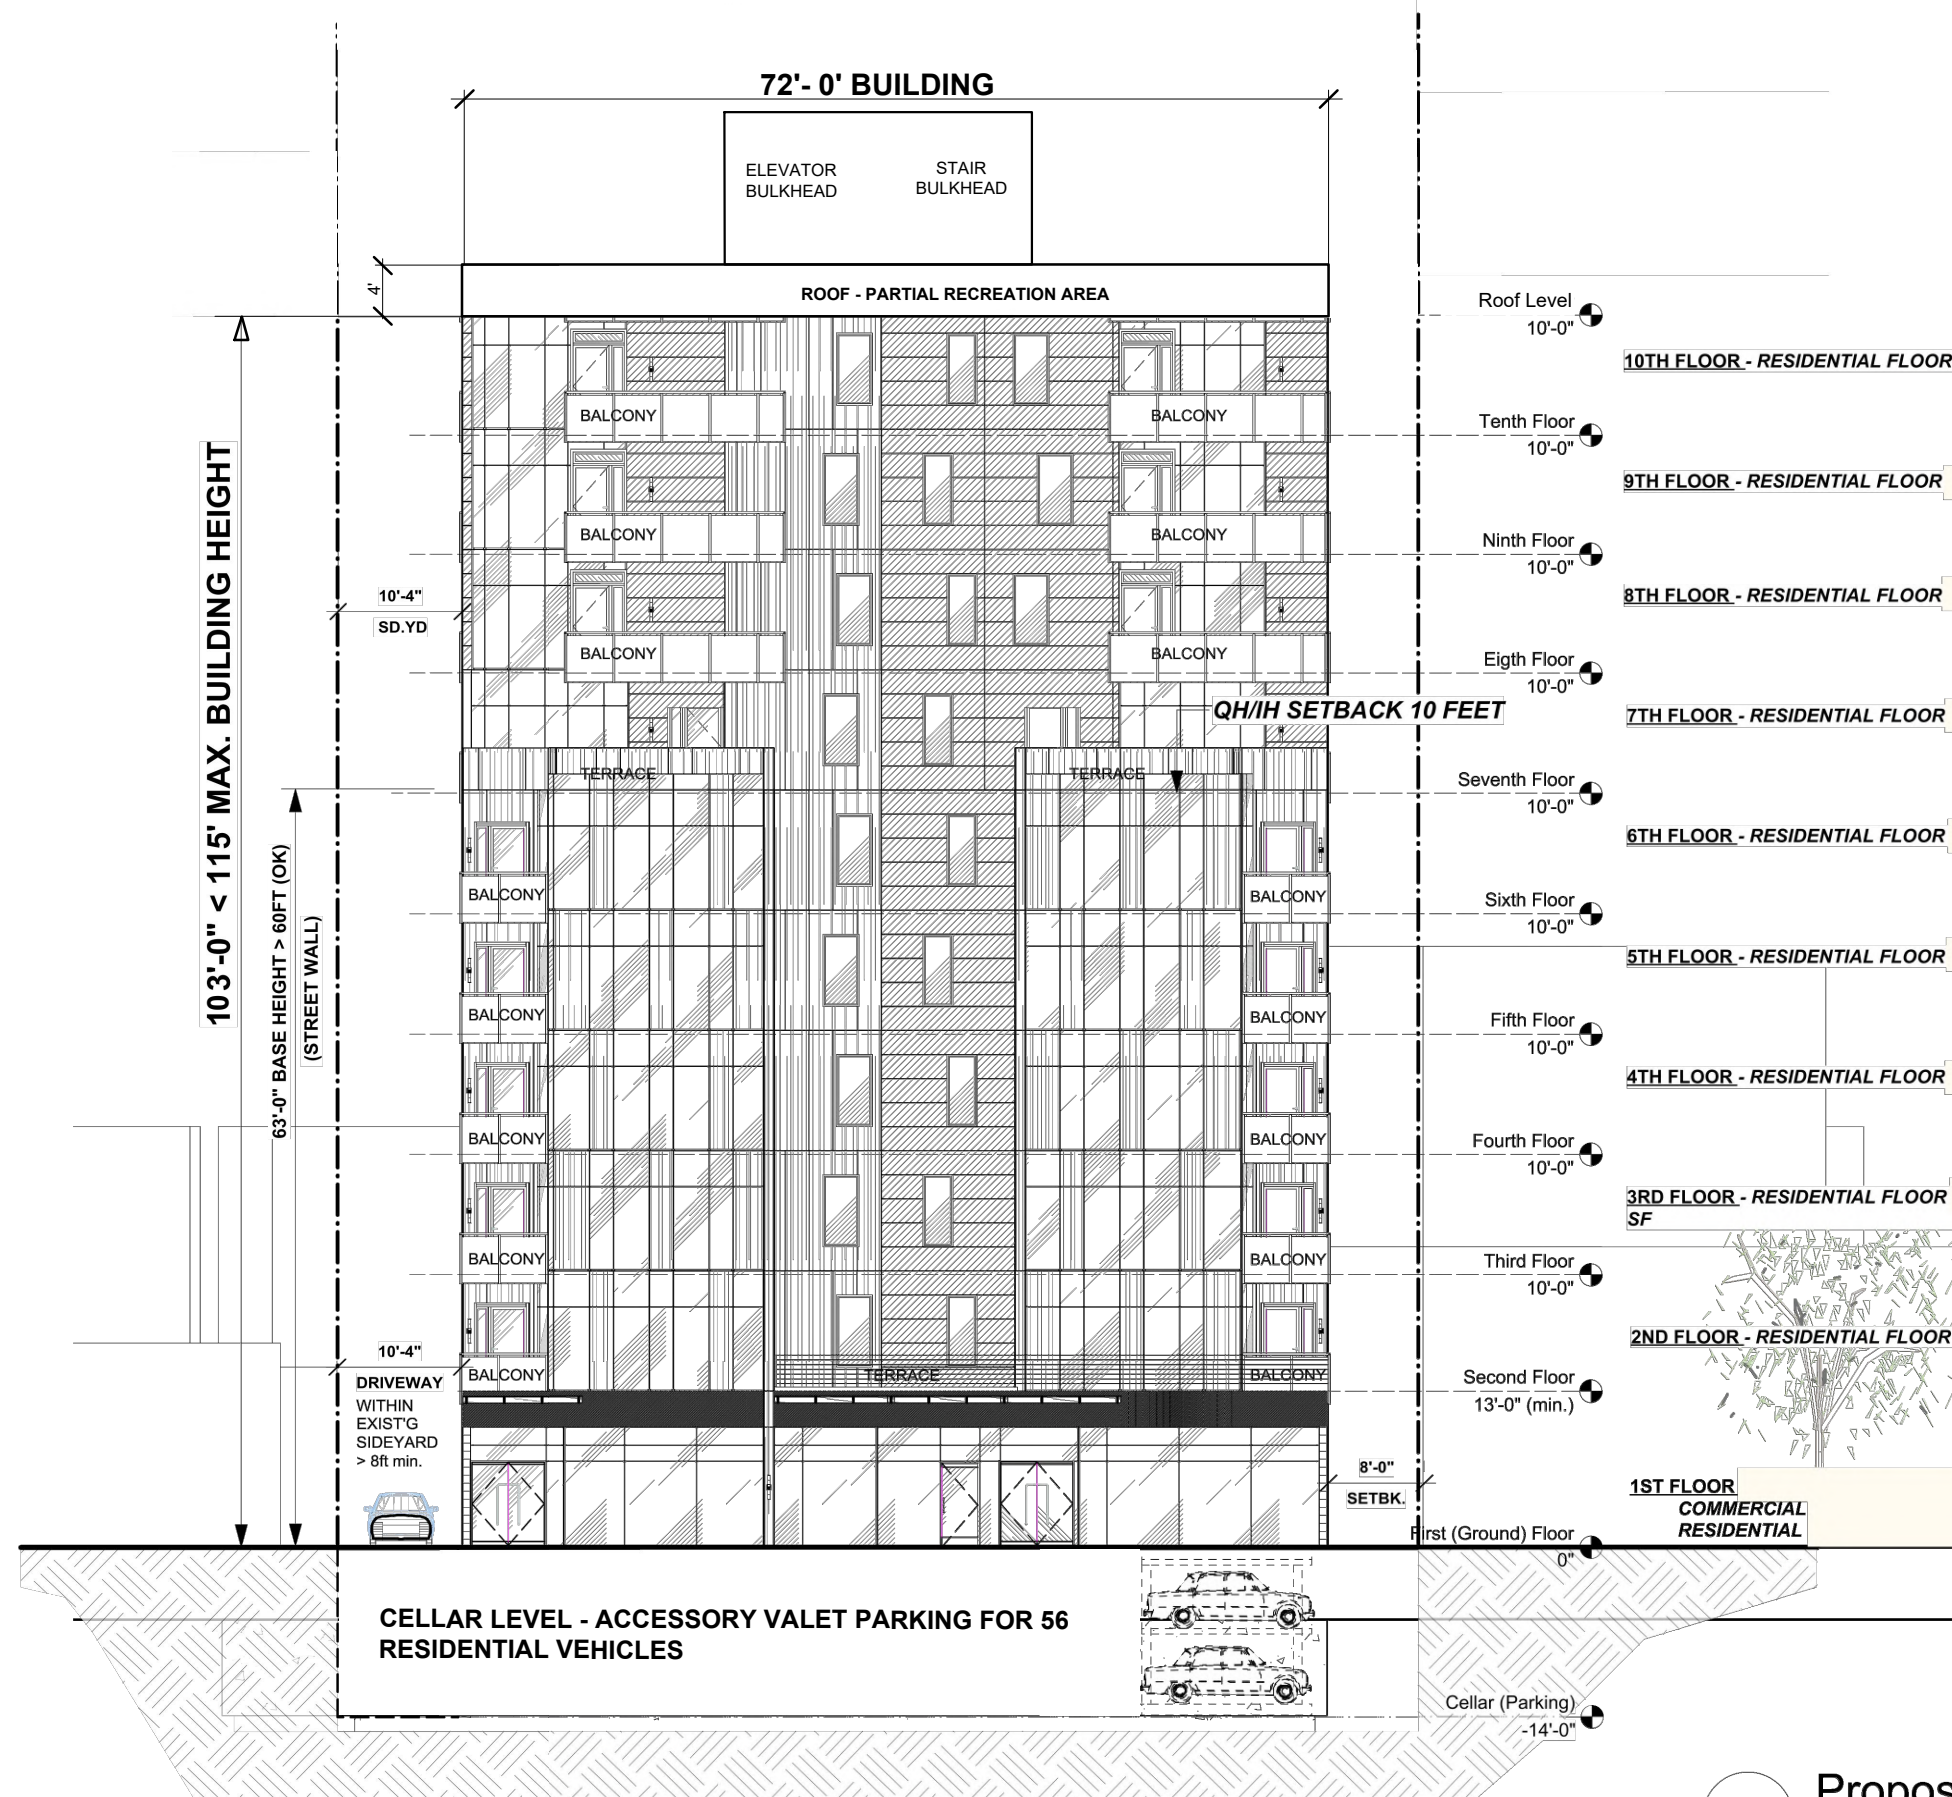 72'- 0' BUILDING
ELEVATOR
BULKHEAD
STAIR
BULKHEAD
4'
ROOF - PARTIAL RECREATION AREA
Roof Level
10'-0"
10TH FLOOR - RESIDENTIAL FLOOR
BALCONY
BALCONY
Tenth Floor
10'-0"
9TH FLOOR - RESIDENTIAL FLOOR
BALCONY
BALCONY
Ninth Floor
10'-0"
8TH FLOOR - RESIDENTIAL FLOOR
10'-4"
SD.YD
BALCONY
BALCONY
Eigth Floor
10'-0"
QH/IH SETBACK 10 FEET
7TH FLOOR - RESIDENTIAL FLOOR
103'-0" < 115' MAX. BUILDING HEIGHT
TERRACE
TERRACE
Seventh Floor
10'-0"
6TH FLOOR - RESIDENTIAL FLOOR
63'-0" BASE HEIGHT > 60FT (OK)
(STREET WALL)
BALCONY
BALCONY
Sixth Floor
10'-0"
5TH FLOOR - RESIDENTIAL FLOOR
BALCONY
BALCONY
Fifth Floor
10'-0"
4TH FLOOR - RESIDENTIAL FLOOR
BALCONY
BALCONY
Fourth Floor
10'-0"
3RD FLOOR - RESIDENTIAL FLOOR
SF
BALCONY
BALCONY
Third Floor
10'-0"
2ND FLOOR - RESIDENTIAL FLOOR
10'-4"
DRIVEWAY
WITHIN
EXIST'G
SIDEYARD
> 8ft min.
BALCONY
TERRACE
BALCONY
Second Floor
13'-0" (min.)
8'-0"
SETBK.
1ST FLOOR
COMMERCIAL
RESIDENTIAL
First (Ground) Floor
0"
CELLAR LEVEL - ACCESSORY VALET PARKING FOR 56
RESIDENTIAL VEHICLES
Cellar (Parking)
-14'-0"